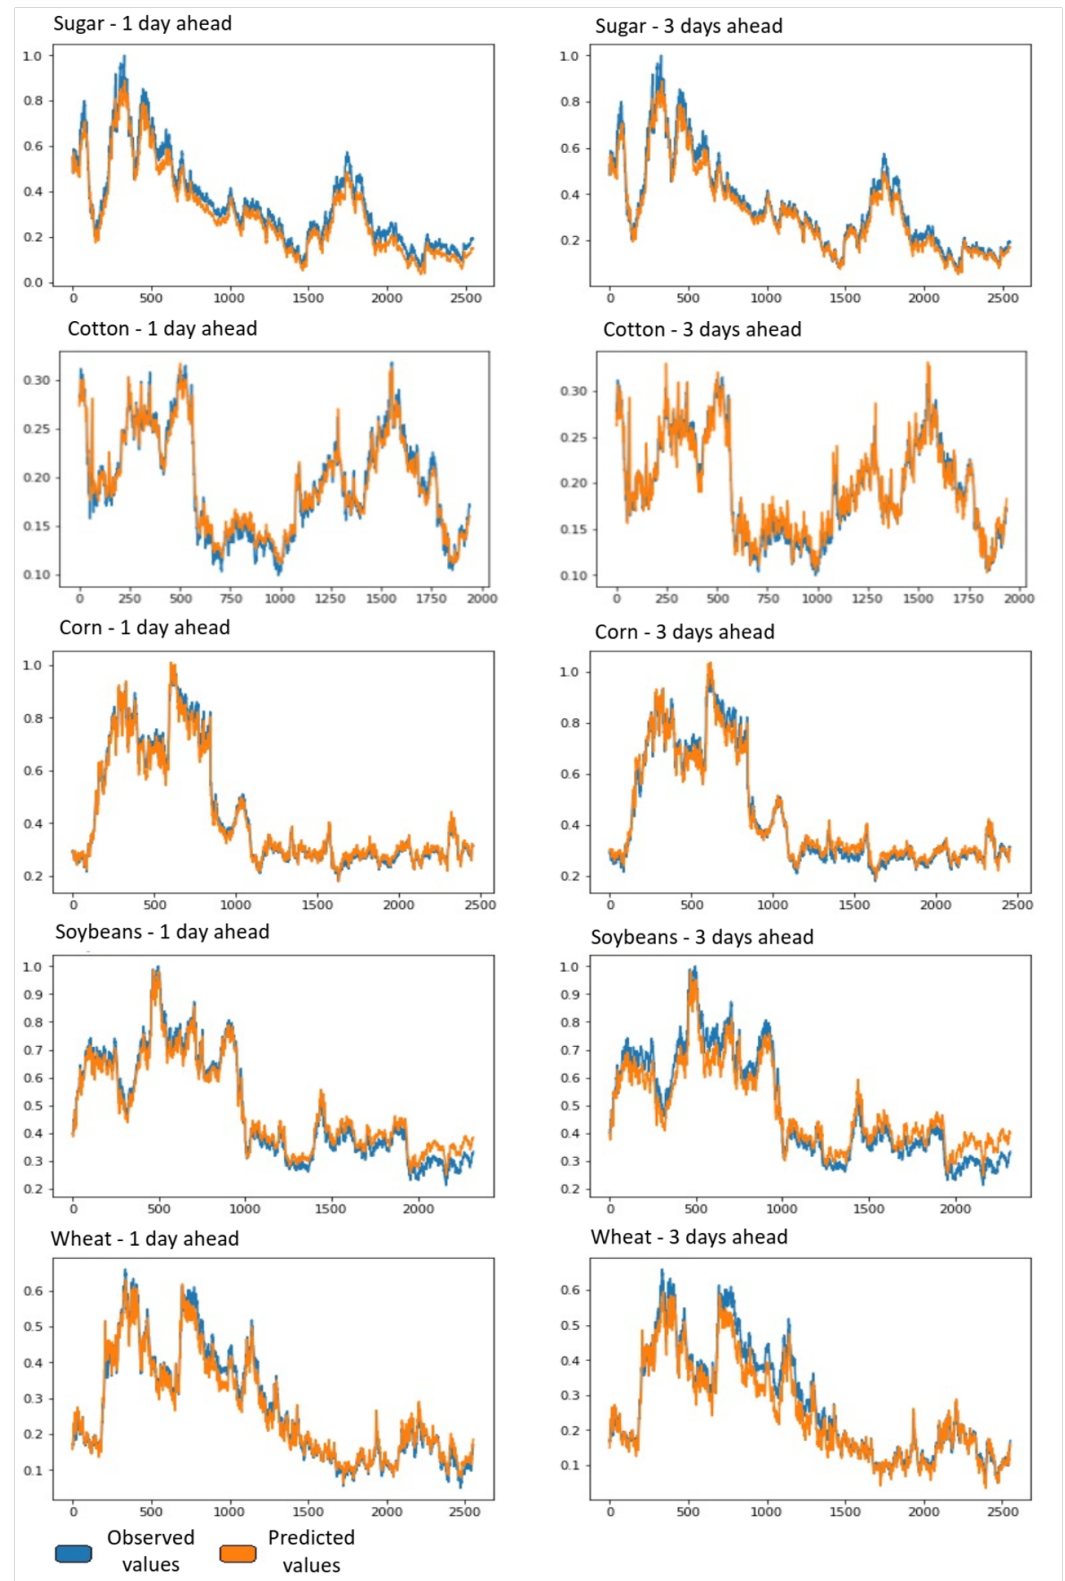 Sugar - 1 day ahead
1.0
0.8
0.6
0.4
0.2
0.0
0 500 1000 1500 2000 2500
Sugar - 3 days ahead
1.0
0.8
0.6
0.4
0.2
0 500 1000 1500 2000 2500
Cotton - 1 day ahead
0.30
0.25
0.20
0.15
0.10
0 250 500 750 1000 1250 1500 1750 2000
Cotton - 3 days ahead
0.30
0.25
0.20
0.15
0.10
0 250 500 750 1000 1250 1500 1750 2000
Corn - 1 day ahead
1.0
0.8
0.6
0.4
0.2
0 500 1000 1500 2000 2500
Corn - 3 days ahead
1.0
0.8
0.6
0.4
0.2
0 500 1000 1500 2000 2500
Soybeans - 1 day ahead
1.0
0.9
0.8
0.7
0.6
0.5
0.4
0.3
0.2
0 500 1000 1500 2000
Soybeans - 3 days ahead
1.0
0.9
0.8
0.7
0.6
0.5
0.4
0.3
0.2
0 500 1000 1500 2000
Wheat - 1 day ahead
0.6
0.5
0.4
0.3
0.2
0.1
0 500 1000 1500 2000 2500
Wheat - 3 days ahead
0.6
0.5
0.4
0.3
0.2
0.1
0 500 1000 1500 2000 2500
Observed
values
Predicted
values